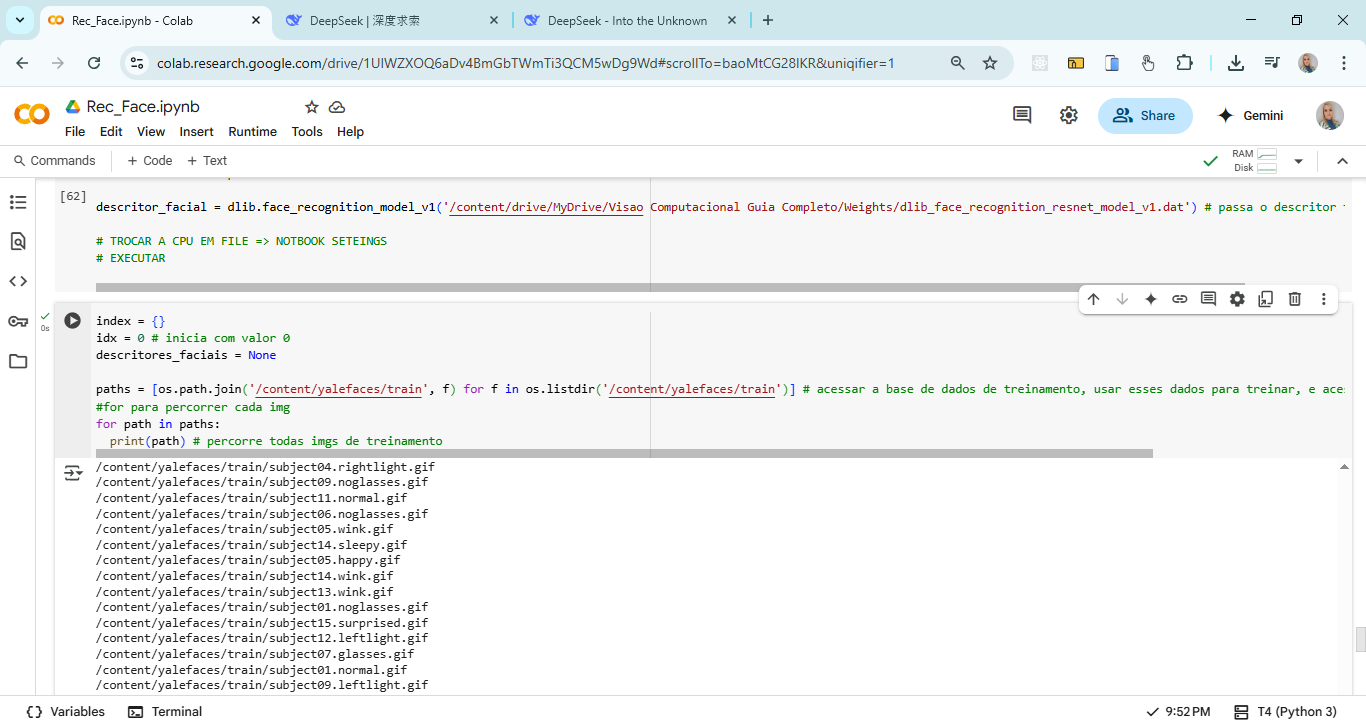 Rec_Face.ipynb - Colab
DeepSeek | 深度求索
DeepSeek - Into the Unknown
colab.research.google.com/drive/1UIWZXOQ6aDv4BmGbTWmTi3QCM5wDg9Wd#scrollTo=baoMtCG28lKR&uniqifier=1
CO
Rec_Face.ipynb
File Edit View Insert Runtime Tools Help
Share
Gemini
Commands + Code + Text
RAM
Disk
[62]
descritor_facial = dlib.face_recognition_model_v1('/content/drive/MyDrive/Visao Computacional Guia Completo/Weights/dlib_face_recognition_resnet_model_v1.dat') # passa o descritor
# TROCAR A CPU EM FILE => NOTBOOK SETEINGS
# EXECUTAR
0s
index = {}
idx = 0 # inicia com valor 0
descritores_faciais = None
paths = [os.path.join('/content/yalefaces/train', f) for f in os.listdir('/content/yalefaces/train')] # acessar a base de dados de treinamento, usar esses dados para treinar, e
#for para percorrer cada img
for path in paths:
print(path) # percorre todas imgs de treinamento
/content/yalefaces/train/subject04.rightlight.gif
/content/yalefaces/train/subject09.noglasses.gif
/content/yalefaces/train/subject11.normal.gif
/content/yalefaces/train/subject06.noglasses.gif
/content/yalefaces/train/subject05.wink.gif
/content/yalefaces/train/subject14.sleepy.gif
/content/yalefaces/train/subject05.happy.gif
/content/yalefaces/train/subject14.wink.gif
/content/yalefaces/train/subject13.wink.gif
/content/yalefaces/train/subject01.noglasses.gif
/content/yalefaces/train/subject15.surprised.gif
/content/yalefaces/train/subject12.leftlight.gif
/content/yalefaces/train/subject07.glasses.gif
/content/yalefaces/train/subject01.normal.gif
/content/yalefaces/train/subject09.leftlight.gif
{} Variables
Terminal
9:52 PM
T4 (Python 3)